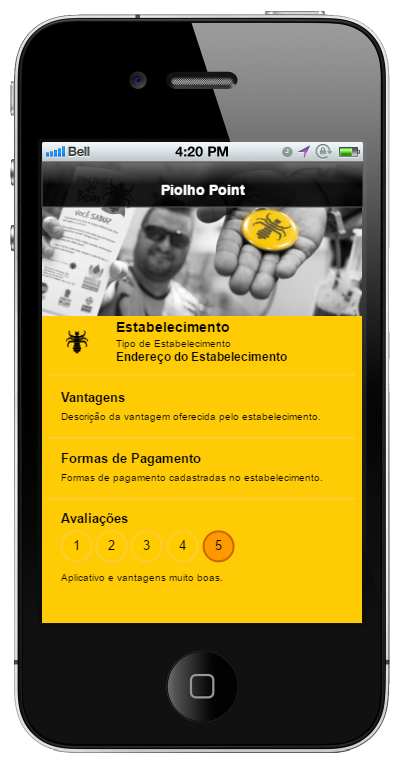 Bell
4:20 PM
Piolho Point
VOCÊ SABIA?
Estabelecimento
Tipo de Estabelecimento
Endereço do Estabelecimento
Vantagens
Descrição da vantagem oferecida pelo estabelecimento.
Formas de Pagamento
Formas de pagamento cadastradas no estabelecimento.
Avaliações
1 2 3 4 5
Aplicativo e vantagens muito boas.